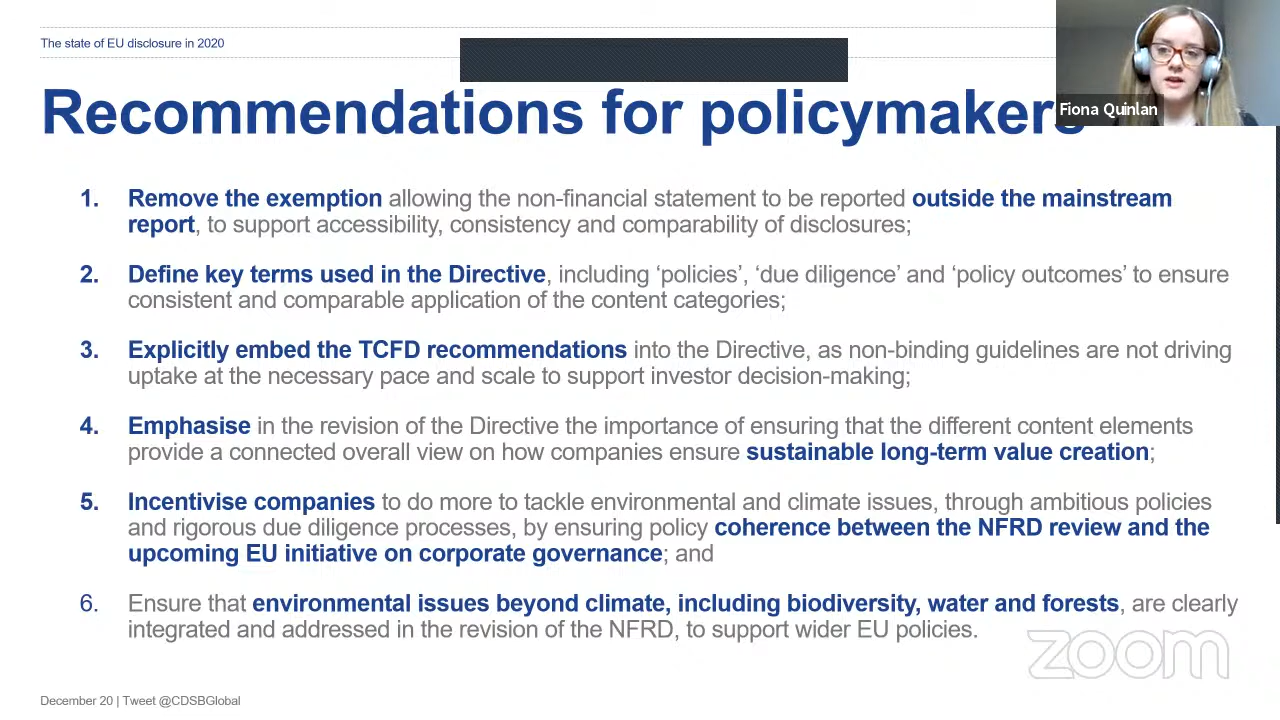 The state of EU disclosure in 2020
Recommendations for policymakers
Fiona Quinlan
1. Remove the exemption allowing the non-financial statement to be reported outside the mainstream
report, to support accessibility, consistency and comparability of disclosures;
2. Define key terms used in the Directive, including ‘policies’, ‘due diligence’ and ‘policy outcomes’ to ensure
consistent and comparable application of the content categories;
3. Explicitly embed the TCFD recommendations into the Directive, as non-binding guidelines are not driving
uptake at the necessary pace and scale to support investor decision-making;
4. Emphasise in the revision of the Directive the importance of ensuring that the different content elements
provide a connected overall view on how companies ensure sustainable long-term value creation;
5. Incentivise companies to do more to tackle environmental and climate issues, through ambitious policies
and rigorous due diligence processes, by ensuring policy coherence between the NFRD review and the
upcoming EU initiative on corporate governance; and
6. Ensure that environmental issues beyond climate, including biodiversity, water and forests, are clearly
integrated and addressed in the revision of the NFRD, to support wider EU policies.
zoom
December 20 | Tweet @CDSBGlobal